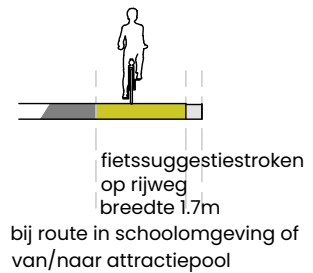 fietssuggestiestroken
op rijweg
breedte 1.7m
bij route in schoolomgeving of
van/naar attractiepool